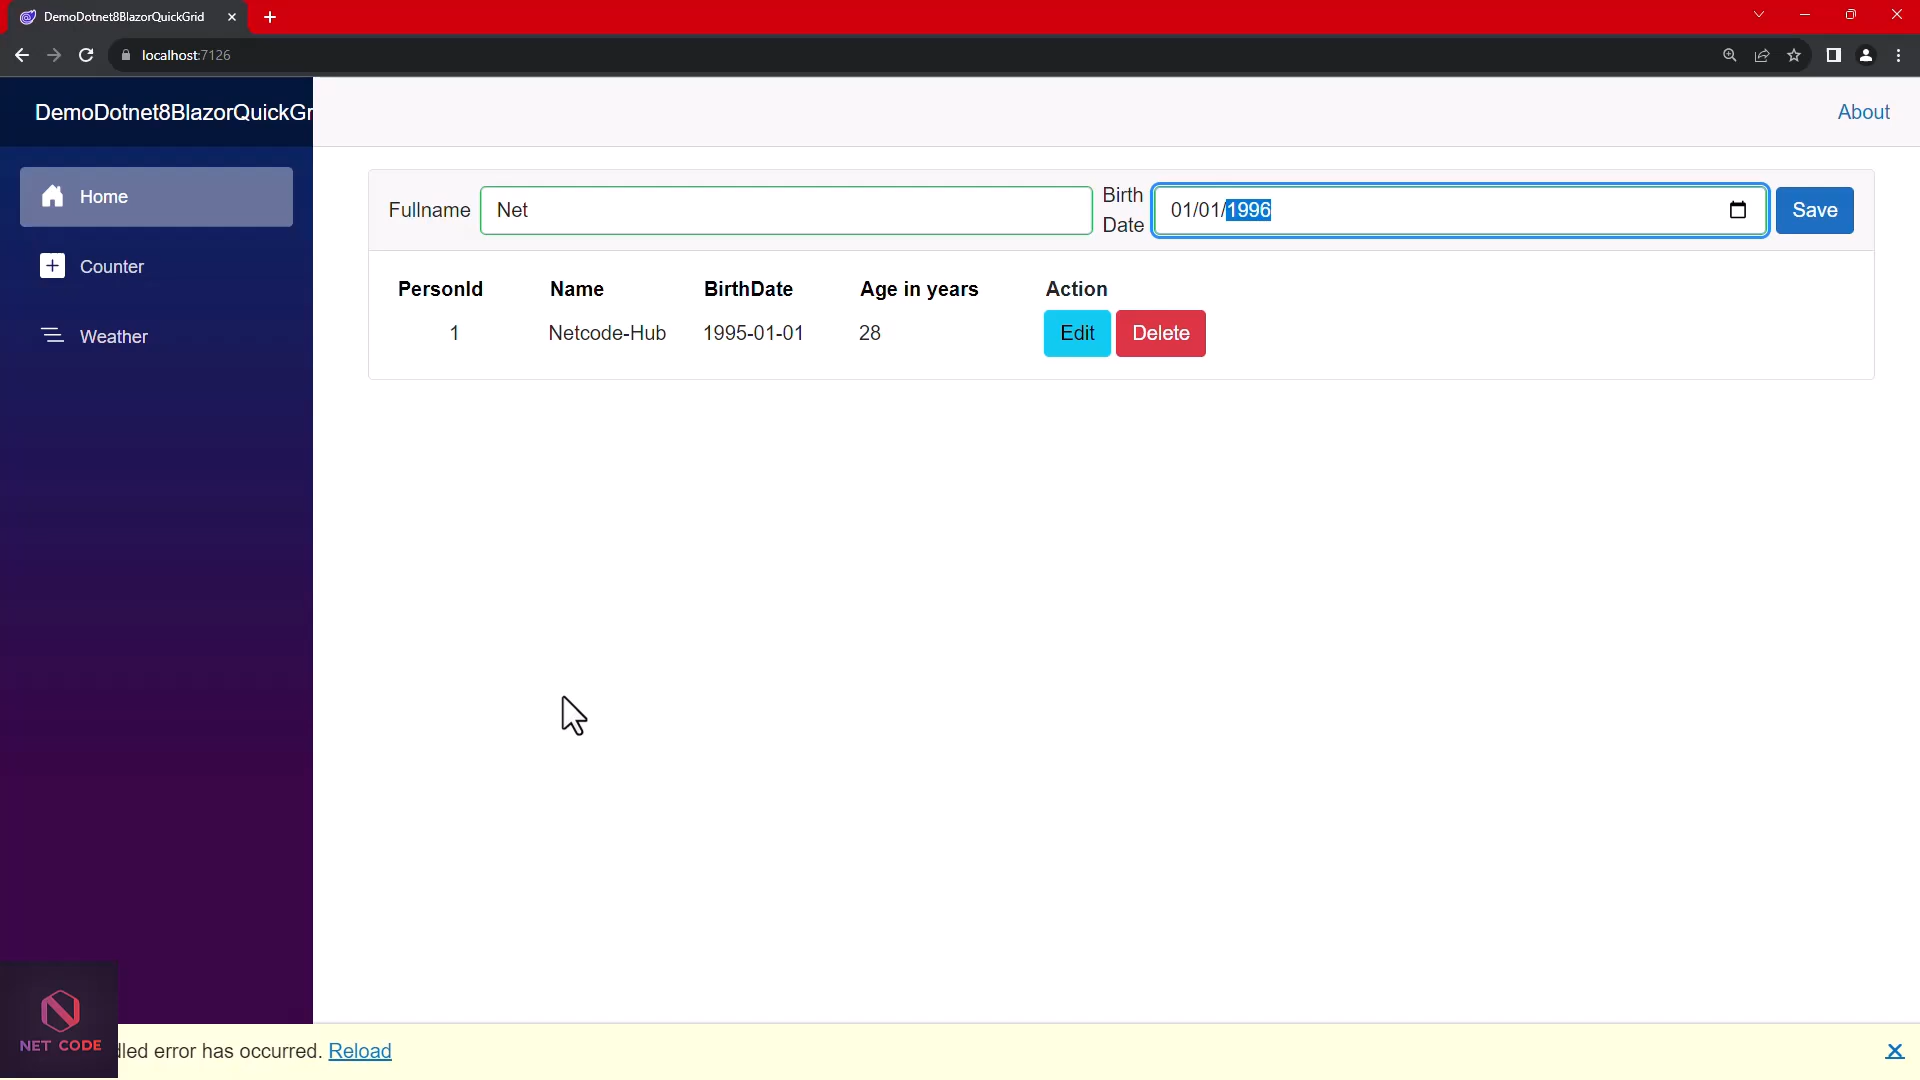 DemoDotnet8BlazorQuickGrid
localhost:7126
DemoDotnet8BlazorQuickGr
About
Home
Counter
Weather
Fullname Net Birth Date 01/01/1996 Save
PersonId Name BirthDate Age in years Action
1 Netcode-Hub 1995-01-01 28 Edit Delete
NET CODE
dled error has occurred. Reload